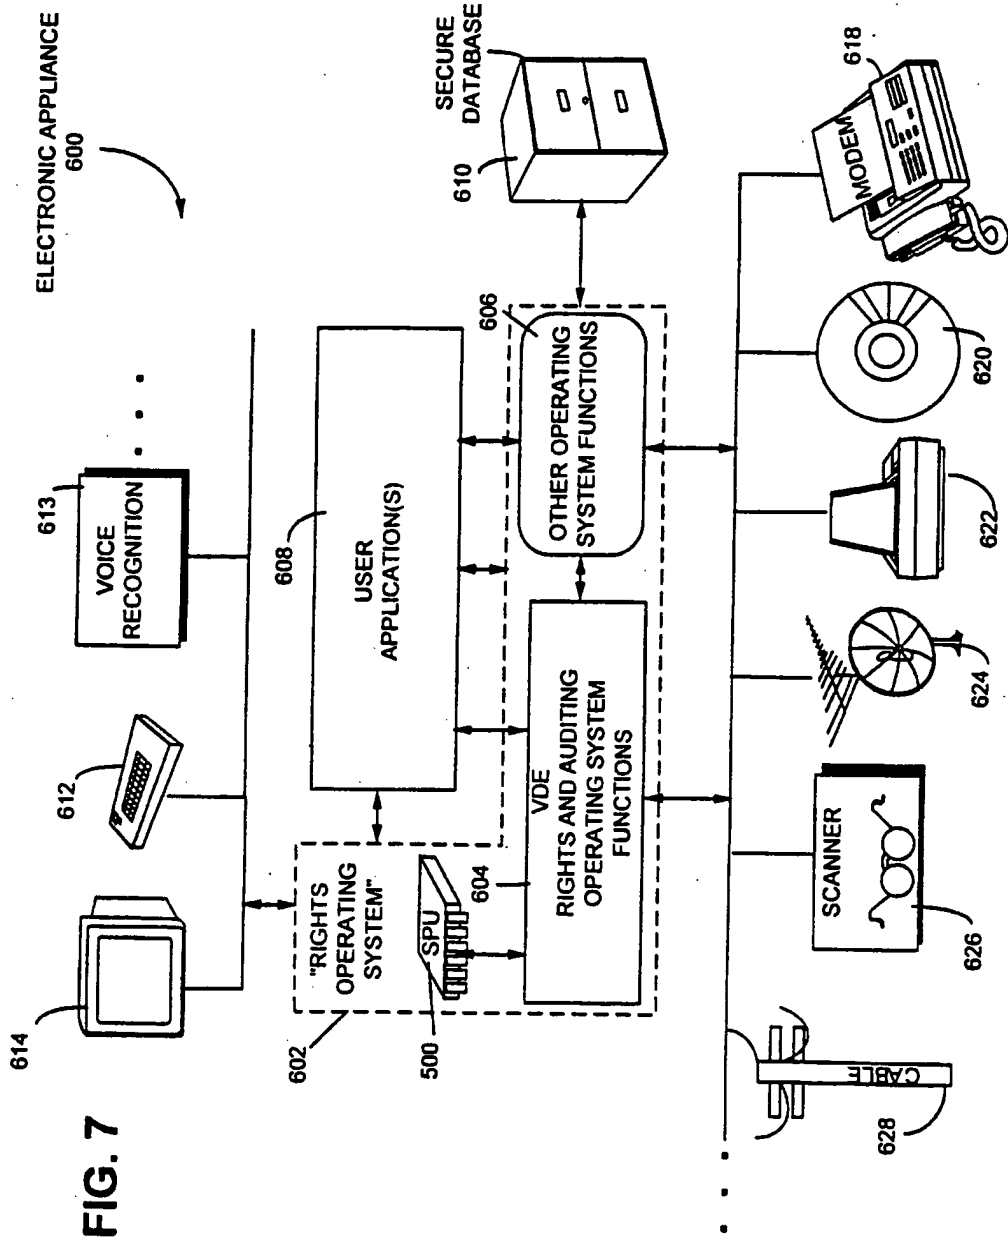 FIG. 7
ELECTRONIC APPLIANCE
600
614
612
613
VOICE
RECOGNITION
602
"RIGHTS
OPERATING
SYSTEM"
608
USER
APPLICATION(S)
SECURE
DATABASE
610
500
SPU
604
VDE
RIGHTS AND AUDITING
OPERATING SYSTEM
FUNCTIONS
606
OTHER OPERATING
SYSTEM FUNCTIONS
CABLE
628
SCANNER
626
624
622
620
MODEM
618